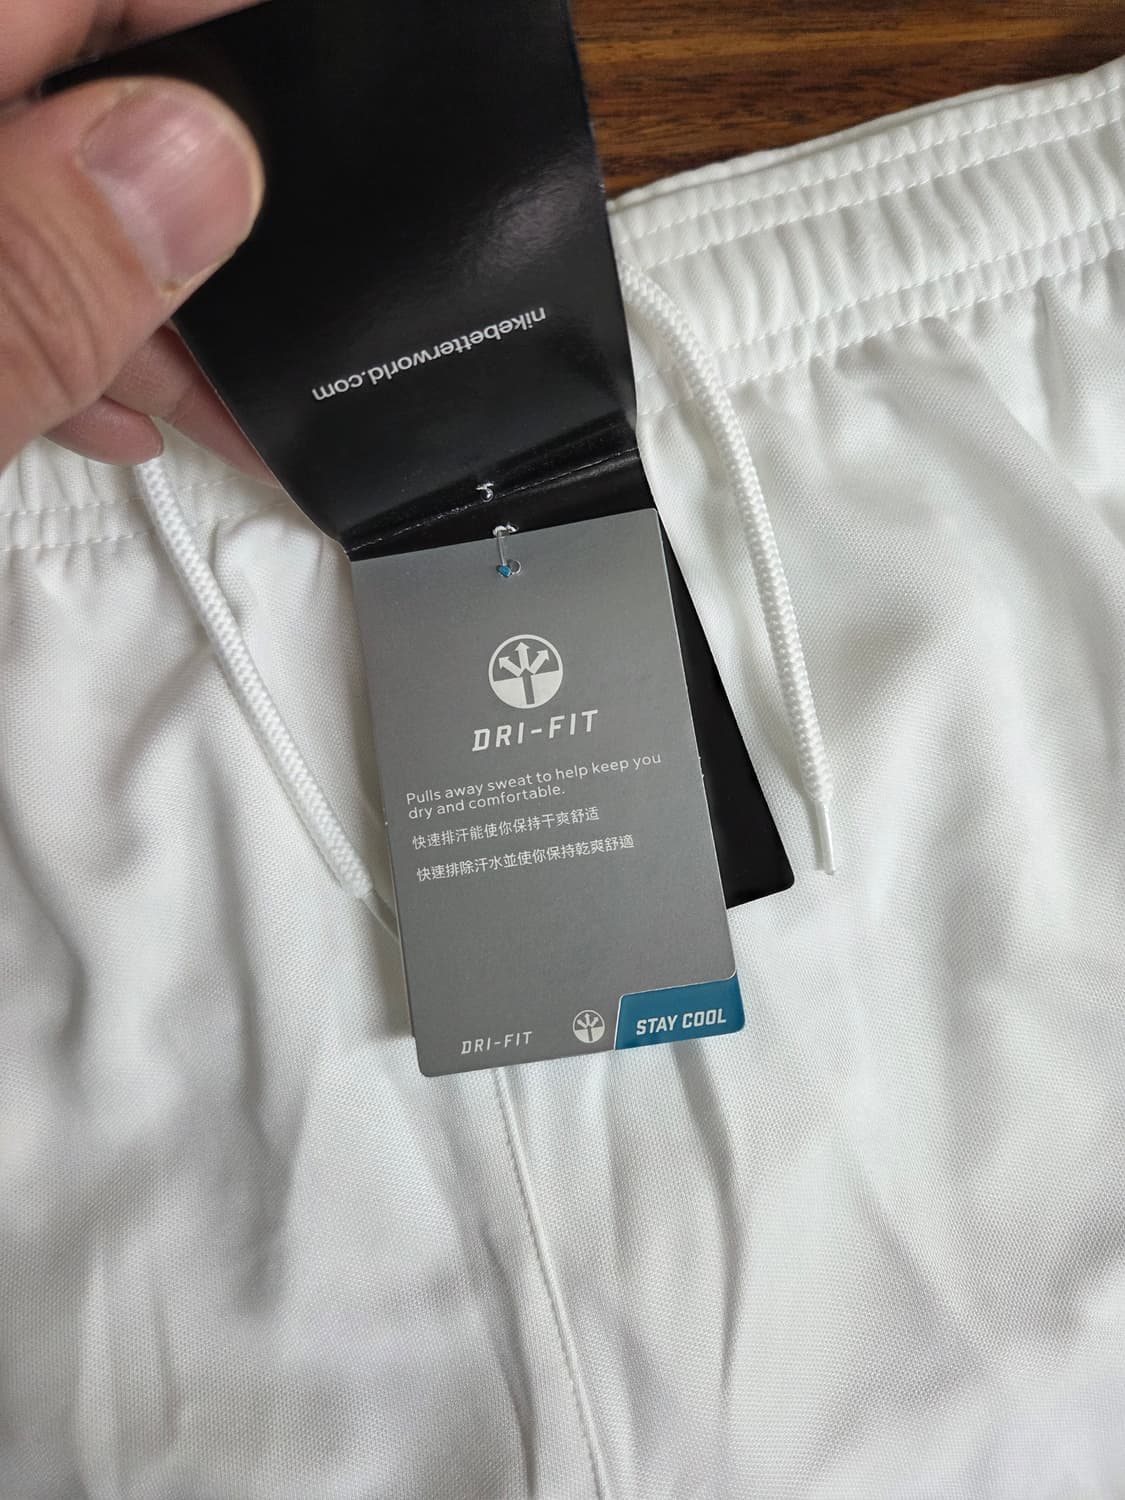 nikebetterworld.com
DRI-FIT
Pulls away sweat to help keep you
dry and comfortable.
快速排汗能使你保持干爽舒适
快速排除汗水並使你保持乾爽舒適
DRI-FIT
STAY COOL